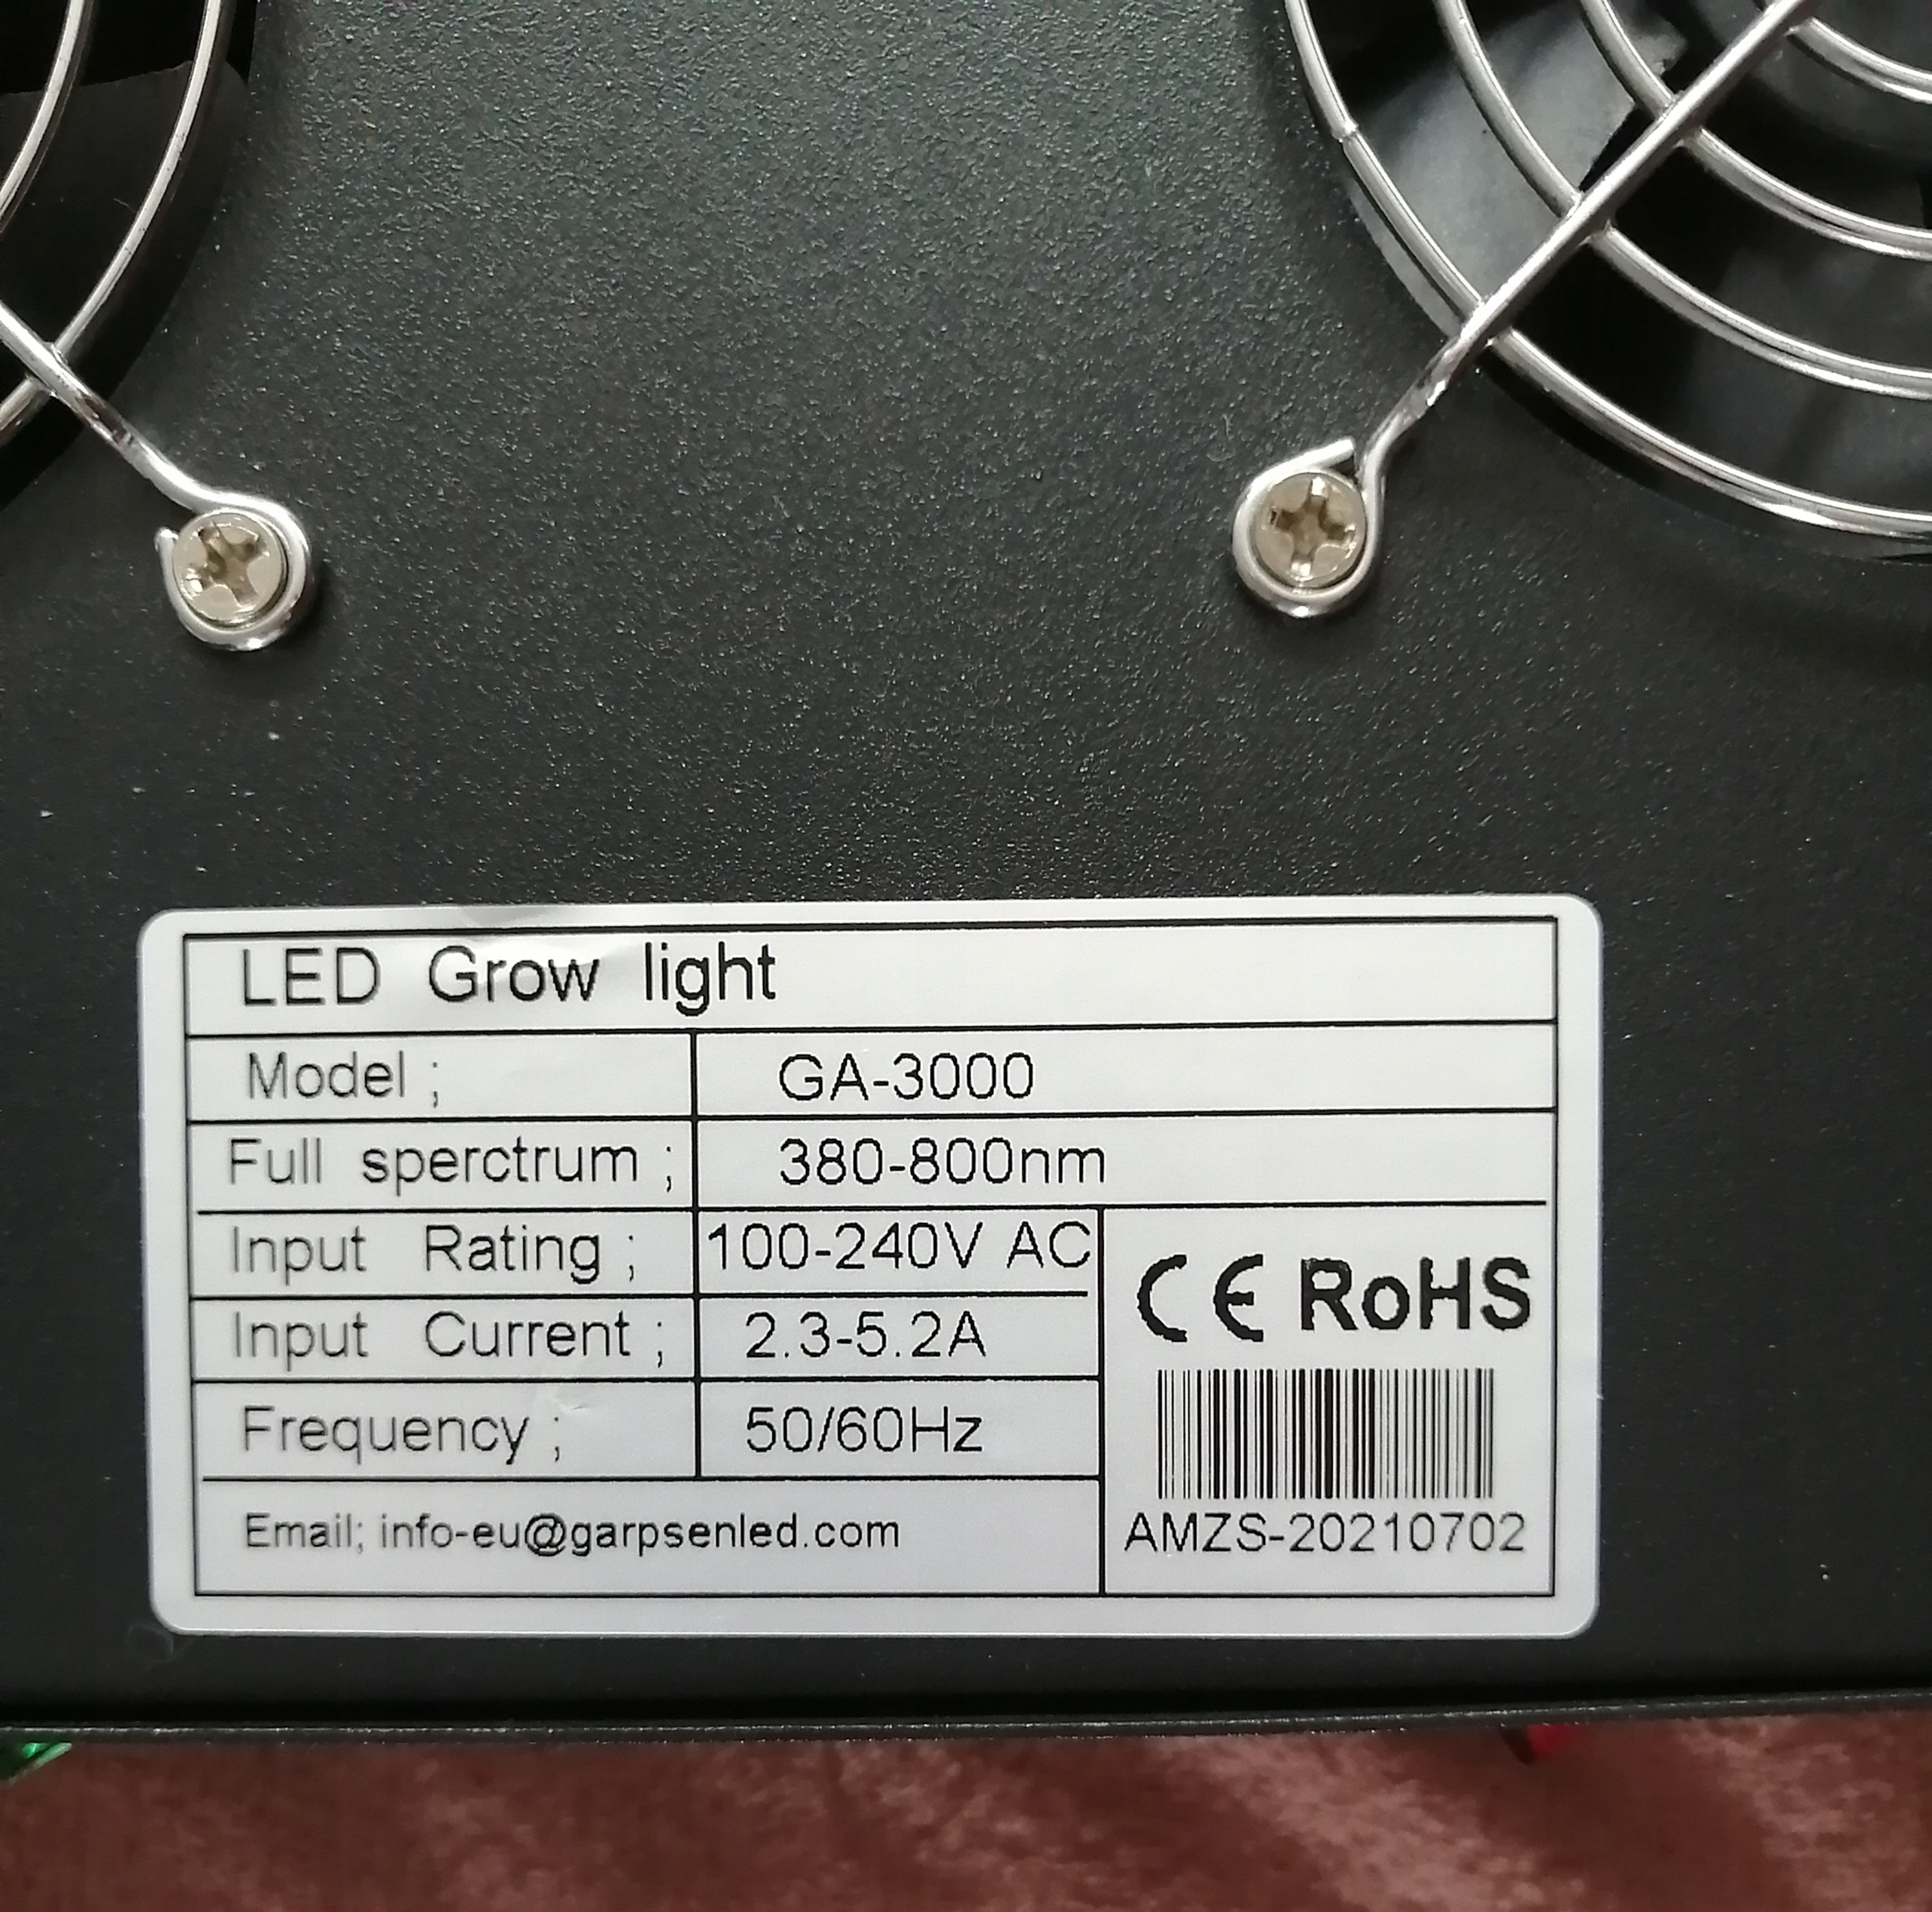 LED Grow light
Model ; GA-3000
Full sperctrum ; 380-800nm
Input Rating ; 100-240V AC
Input Current ; 2.3-5.2A
Frequency ; 50/60Hz
Email; info-eu@garpsenled.com
CE RoHS
AMZS-20210702